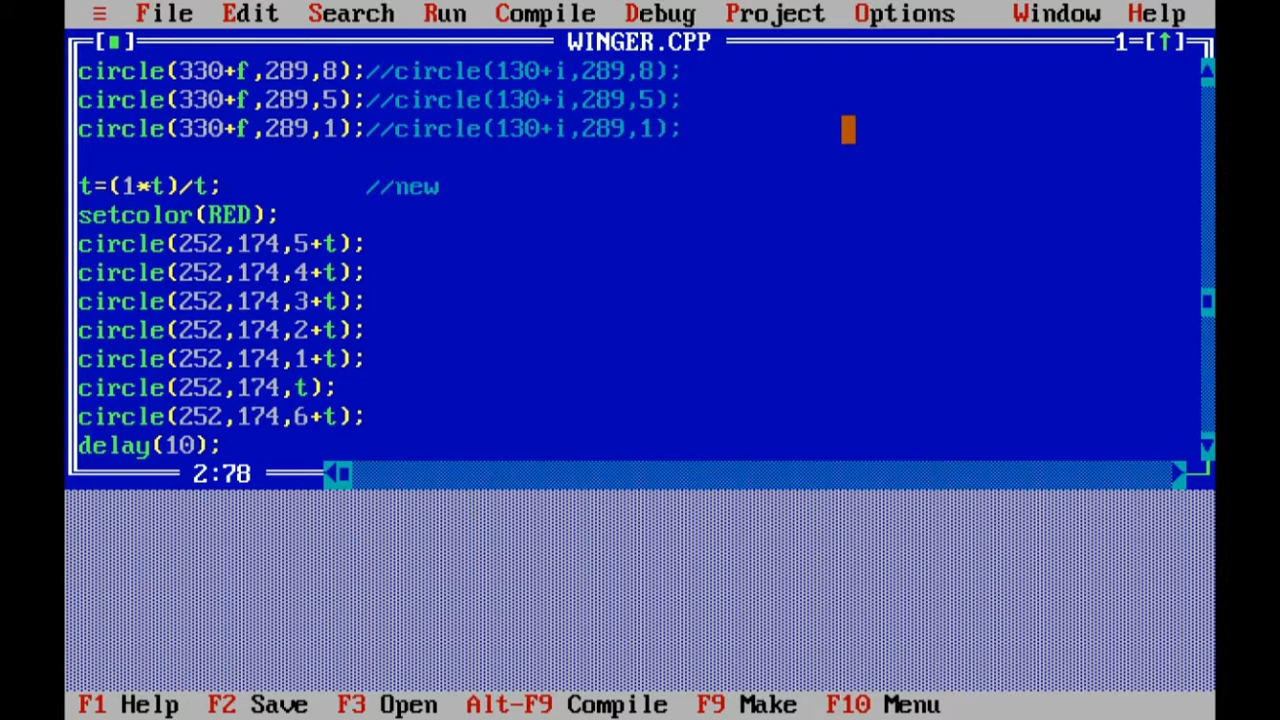 ≡ File Edit Search Run Compile Debug Project Options Window Help
[■] WINGER.CPP 1=[↑]
circle(330+f,289,8);//circle(130+i,289,8);
circle(330+f,289,5);//circle(130+i,289,5);
circle(330+f,289,1);//circle(130+i,289,1);
t=(1*t)/t; //new
setcolor(RED);
circle(252,174,5+t);
circle(252,174,4+t);
circle(252,174,3+t);
circle(252,174,2+t);
circle(252,174,1+t);
circle(252,174,t);
circle(252,174,6+t);
delay(10);
2:78
F1 Help F2 Save F3 Open Alt-F9 Compile F9 Make F10 Menu